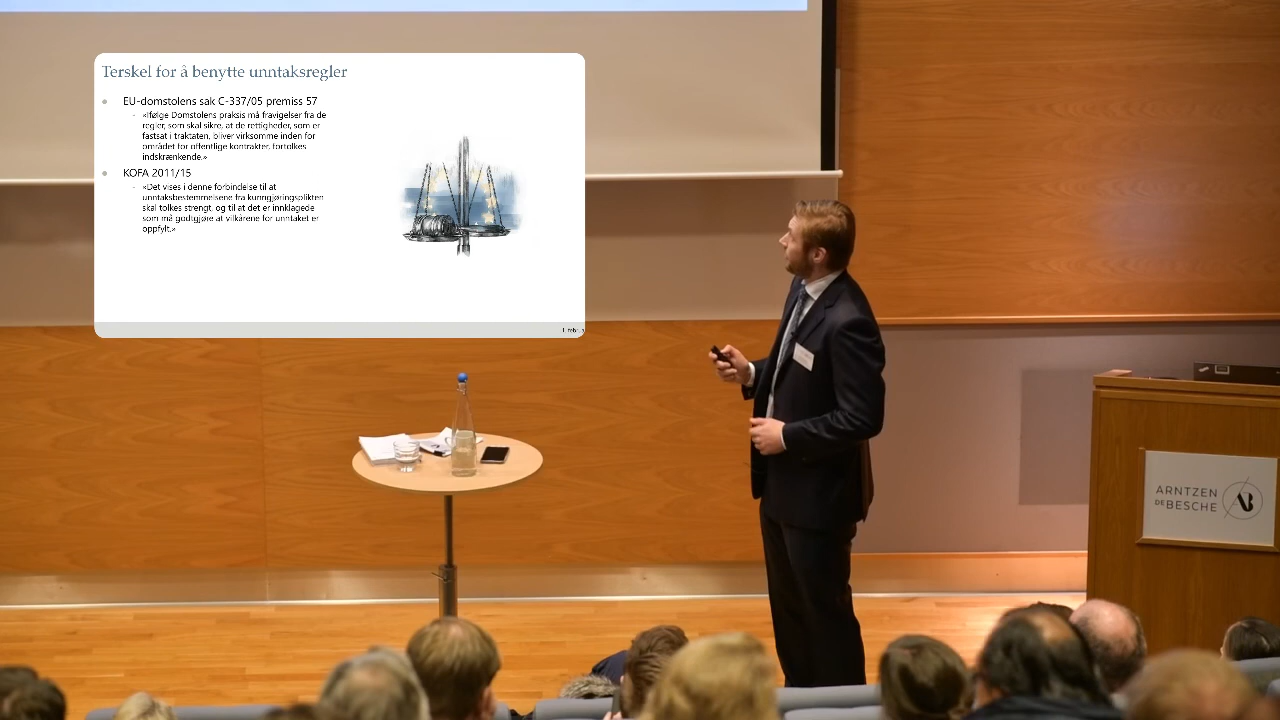 Terskel for å benytte unntaksregler
EU-domstolens sak C-337/05 premiss 57
- «Ifølge Domstolens praksis må fravigelser fra de
regler, som skal sikre, at de rettigheder, som er
fastsat i traktaten, bliver virksomme inden for
området for offentlige kontrakter, fortolkes
indskrænkende.»
KOFA 2011/15
- «Det vises i denne forbindelse til at
unntaksbestemmelsene fra kunngjøringsplikten
skal tolkes strengt, og til at det er innklagede
som må godtgjøre at vilkårene for unntaket er
oppfylt.»
ARNTZEN
DE BESCHE